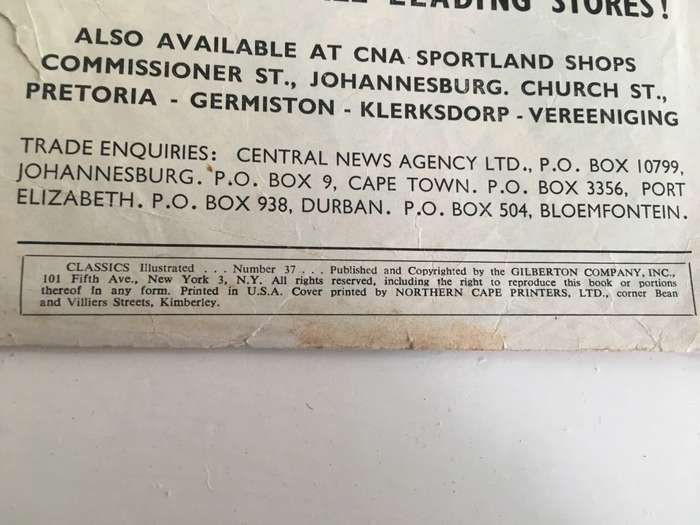 LEADING STORES!
ALSO AVAILABLE AT CNA SPORTLAND SHOPS
COMMISSIONER ST., JOHANNESBURG. CHURCH ST.,
PRETORIA - GERMISTON - KLERKSDORP - VEREENIGING
TRADE ENQUIRIES: CENTRAL NEWS AGENCY LTD., P.O. BOX 10799,
JOHANNESBURG. P.O. BOX 9, CAPE TOWN. P.O. BOX 3356, PORT
ELIZABETH. P.O. BOX 938, DURBAN. P.O. BOX 504, BLOEMFONTEIN.
CLASSICS Illustrated . . . Number 37 . . . Published and Copyrighted by the GILBERTON COMPANY, INC.,
101 Fifth Ave., New York 3, N.Y. All rights reserved, including the right to reproduce this book or portions
thereof In any form. Printed in U.S.A. Cover printed by NORTHERN CAPE PRINTERS, LTD., corner Bean
and Villiers Streets, Kimberley.